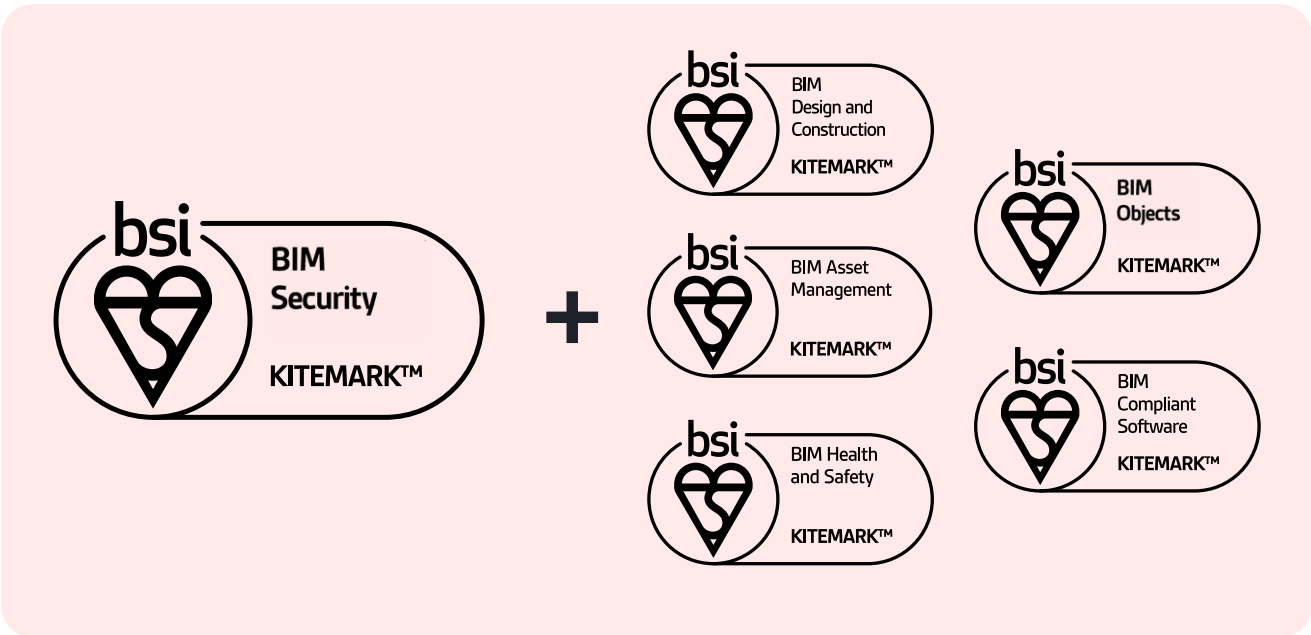 bsi
BIM
Security
KITEMARK™
+
bsi
BIM
Design and
Construction
KITEMARK™
bsi
BIM Asset
Management
KITEMARK™
bsi
BIM Health
and Safety
KITEMARK™
bsi
BIM
Objects
KITEMARK™
bsi
BIM
Compliant
Software
KITEMARK™